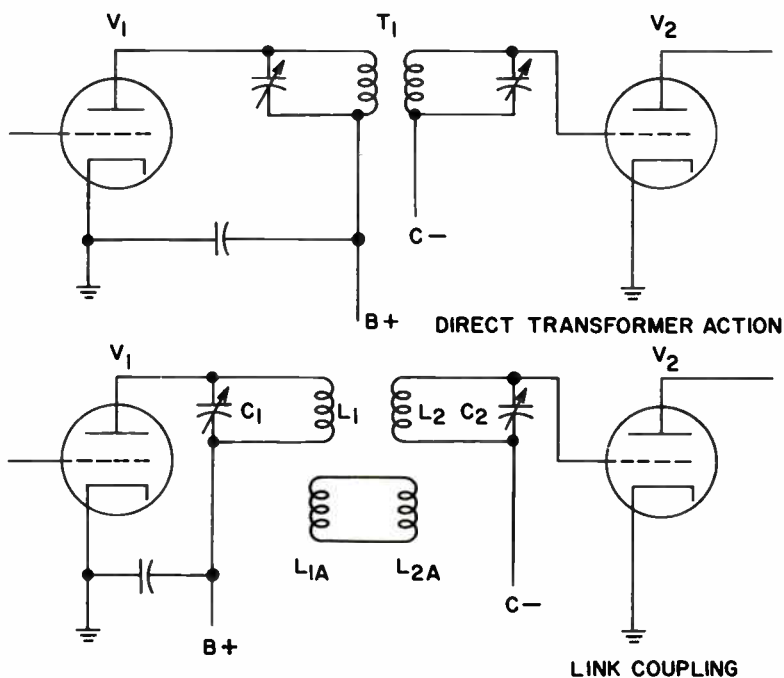 V1
T1
V2
C−
B+
DIRECT TRANSFORMER ACTION
V1
V2
C1
L1
L2
C2
L1A
L2A
C−
B+
LINK COUPLING